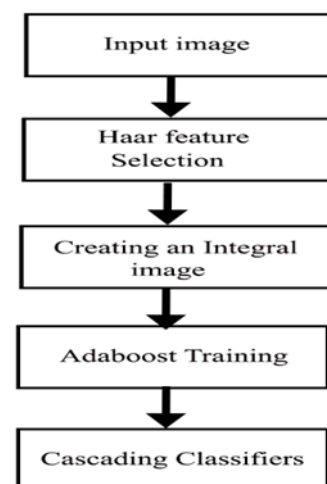 Input image
Haar feature
Selection
Creating an Integral
image
Adaboost Training
Cascading Classifiers